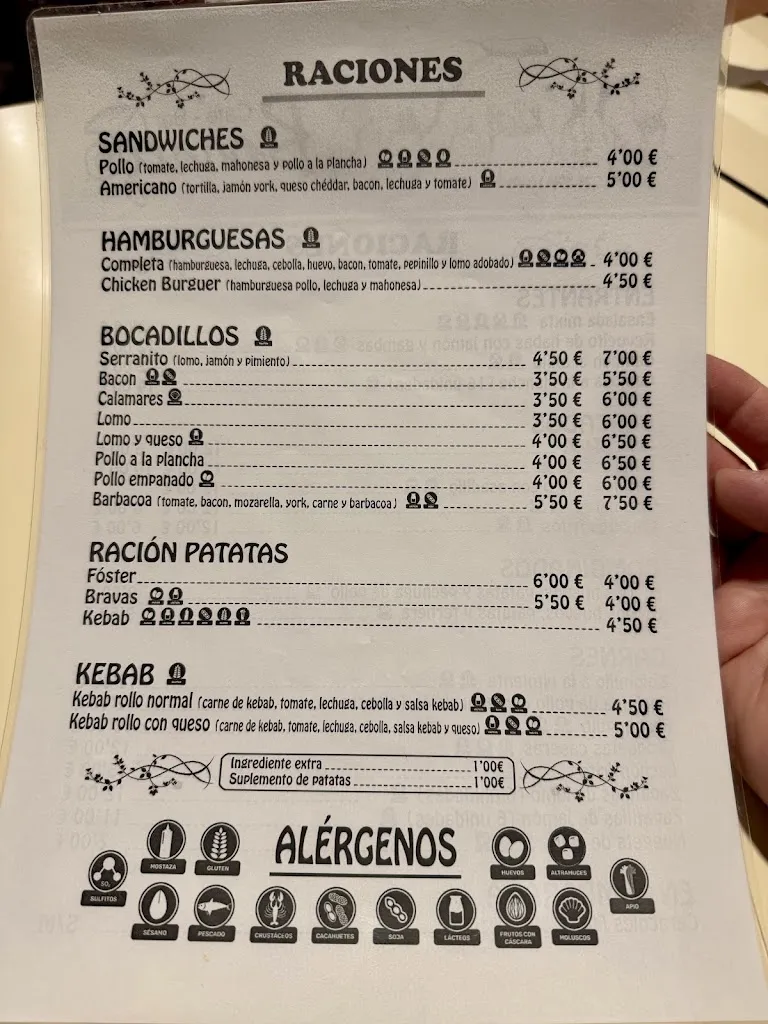 RACIONES
SANDWICHES
Pollo (tomate, lechuga, mahonesa y pollo a la plancha) 4'00 €
Americano (tortilla, jamón york, queso chéddar, bacon, lechuga y tomate) 5'00 €
HAMBURGUESAS
Completa (hamburguesa, lechuga, cebolla, huevo, bacon, tomate, pepinillo y lomo adobado) 4'00 €
Chicken Burguer (hamburguesa pollo, lechuga y mahonesa) 4'50 €
BOCADILLOS
Serranito (lomo, jamón y pimiento) 4'50 € 7'00 €
Bacon 3'50 € 5'50 €
Calamares 3'50 € 6'00 €
Lomo 3'50 € 6'00 €
Lomo y queso 4'00 € 6'50 €
Pollo a la plancha 4'00 € 6'50 €
Pollo empanado 4'00 € 6'00 €
Barbacoa (tomate, bacon, mozarella, york, carne y barbacoa) 5'50 € 7'50 €
RACIÓN PATATAS
Fóster 6'00 € 4'00 €
Bravas 5'50 € 4'00 €
Kebab 4'50 €
KEBAB
Kebab rollo normal (carne de kebab, tomate, lechuga, cebolla y salsa kebab) 4'50 €
Kebab rollo con queso (carne de kebab, tomate, lechuga, cebolla, salsa kebab y queso) 5'00 €
Ingrediente extra 1'00€
Suplemento de patatas 1'00€
ALÉRGENOS
SO₂
SULFITOS
MOSTAZA
GLUTEN
HUEVOS
ALTRAMUCES
APIO
SÉSAMO
PESCADO
CRUSTÁCEOS
CACAHUETES
SOJA
LÁCTEOS
FRUTOS CON CÁSCARA
MOLUSCOS